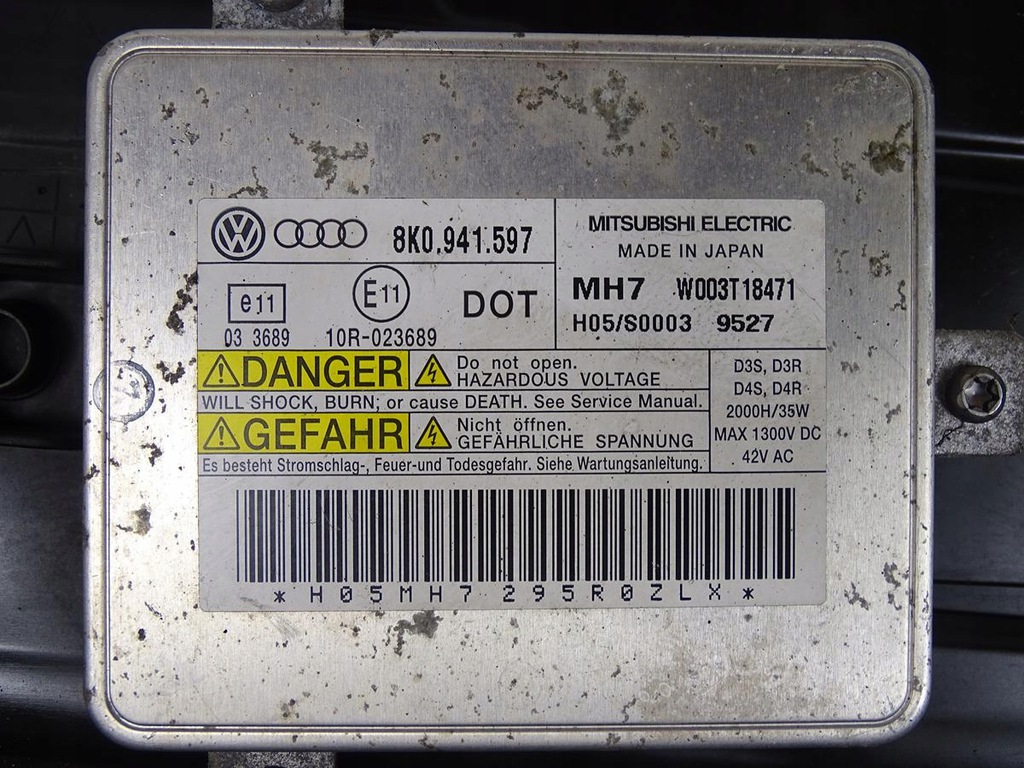 8K0.941.597
MITSUBISHI ELECTRIC
MADE IN JAPAN
MH7 W003T18471
H05/S0003 9527
e11
03 3689
E11
10R-023689
DOT
DANGER
Do not open.
HAZARDOUS VOLTAGE
WILL SHOCK, BURN; or cause DEATH. See Service Manual.
GEFAHR
Nicht öffnen.
GEFÄHRLICHE SPANNUNG
Es besteht Stromschlag-, Feuer-und Todesgefahr. Siehe Wartungsanleitung.
D3S, D3R
D4S, D4R
2000H/35W
MAX 1300V DC
42V AC
*H05MH7295R0ZLX*